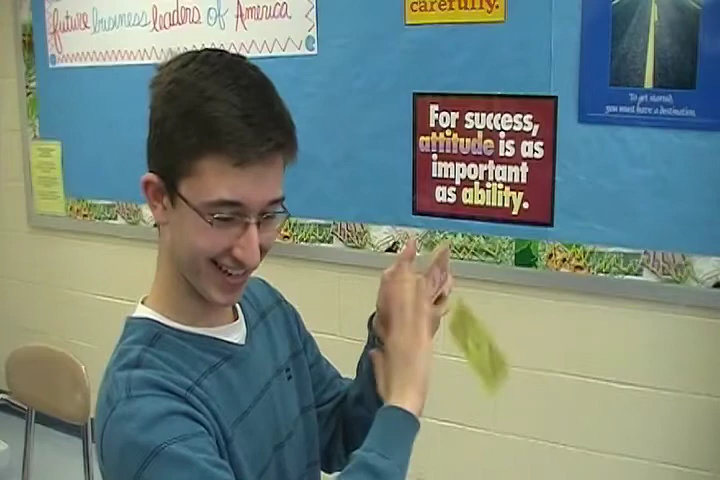 future business leaders of America
carefully.
To get started,
you must have a destination.
For success,
attitude is as
important
as ability.